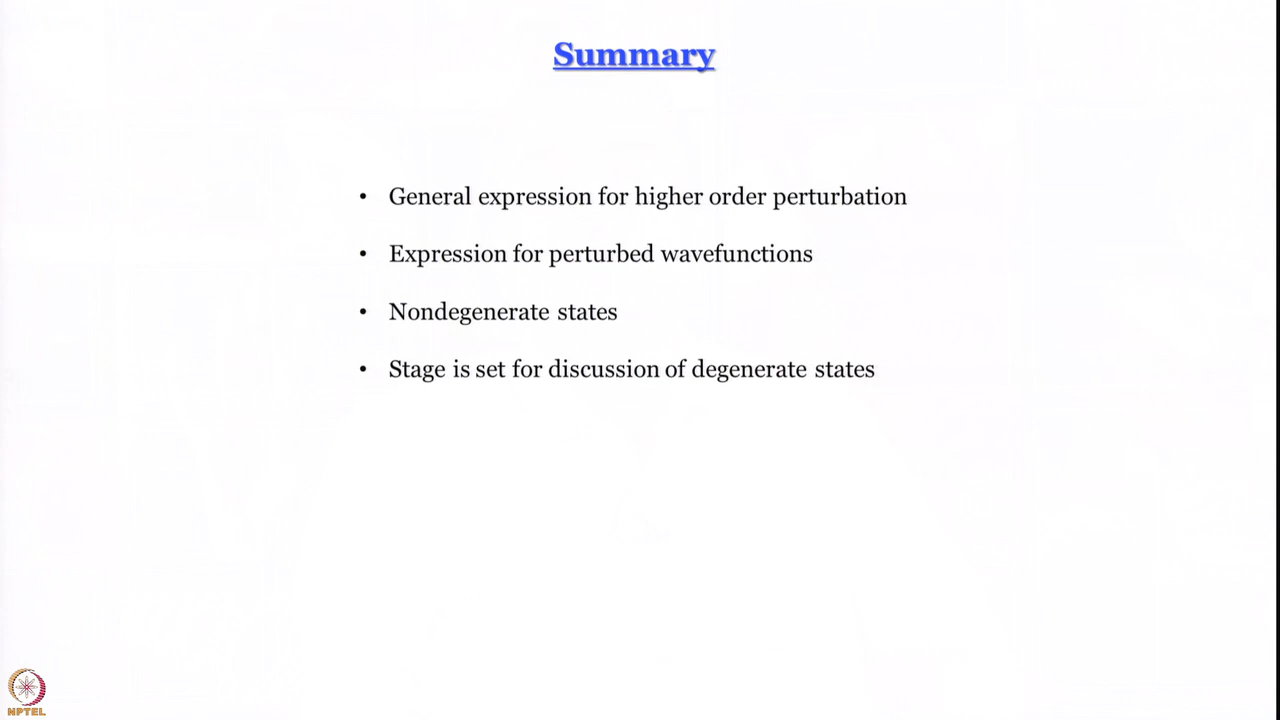 Summary
• General expression for higher order perturbation
• Expression for perturbed wavefunctions
• Nondegenerate states
• Stage is set for discussion of degenerate states
NPTEL